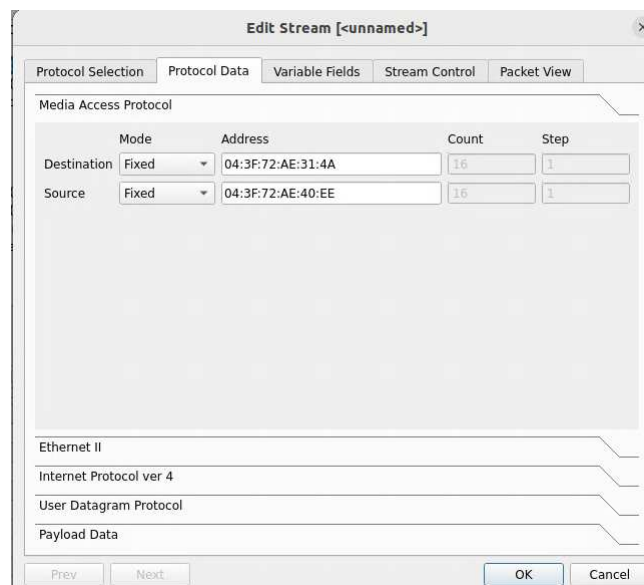 Edit Stream [<unnamed>]
Protocol Selection Protocol Data Variable Fields Stream Control Packet View
Media Access Protocol
Mode Address Count Step
Destination Fixed 04:3F:72:AE:31:4A 16 1
Source Fixed 04:3F:72:AE:40:EE 16 1
Ethernet II
Internet Protocol ver 4
User Datagram Protocol
Payload Data
Prev Next OK Cancel